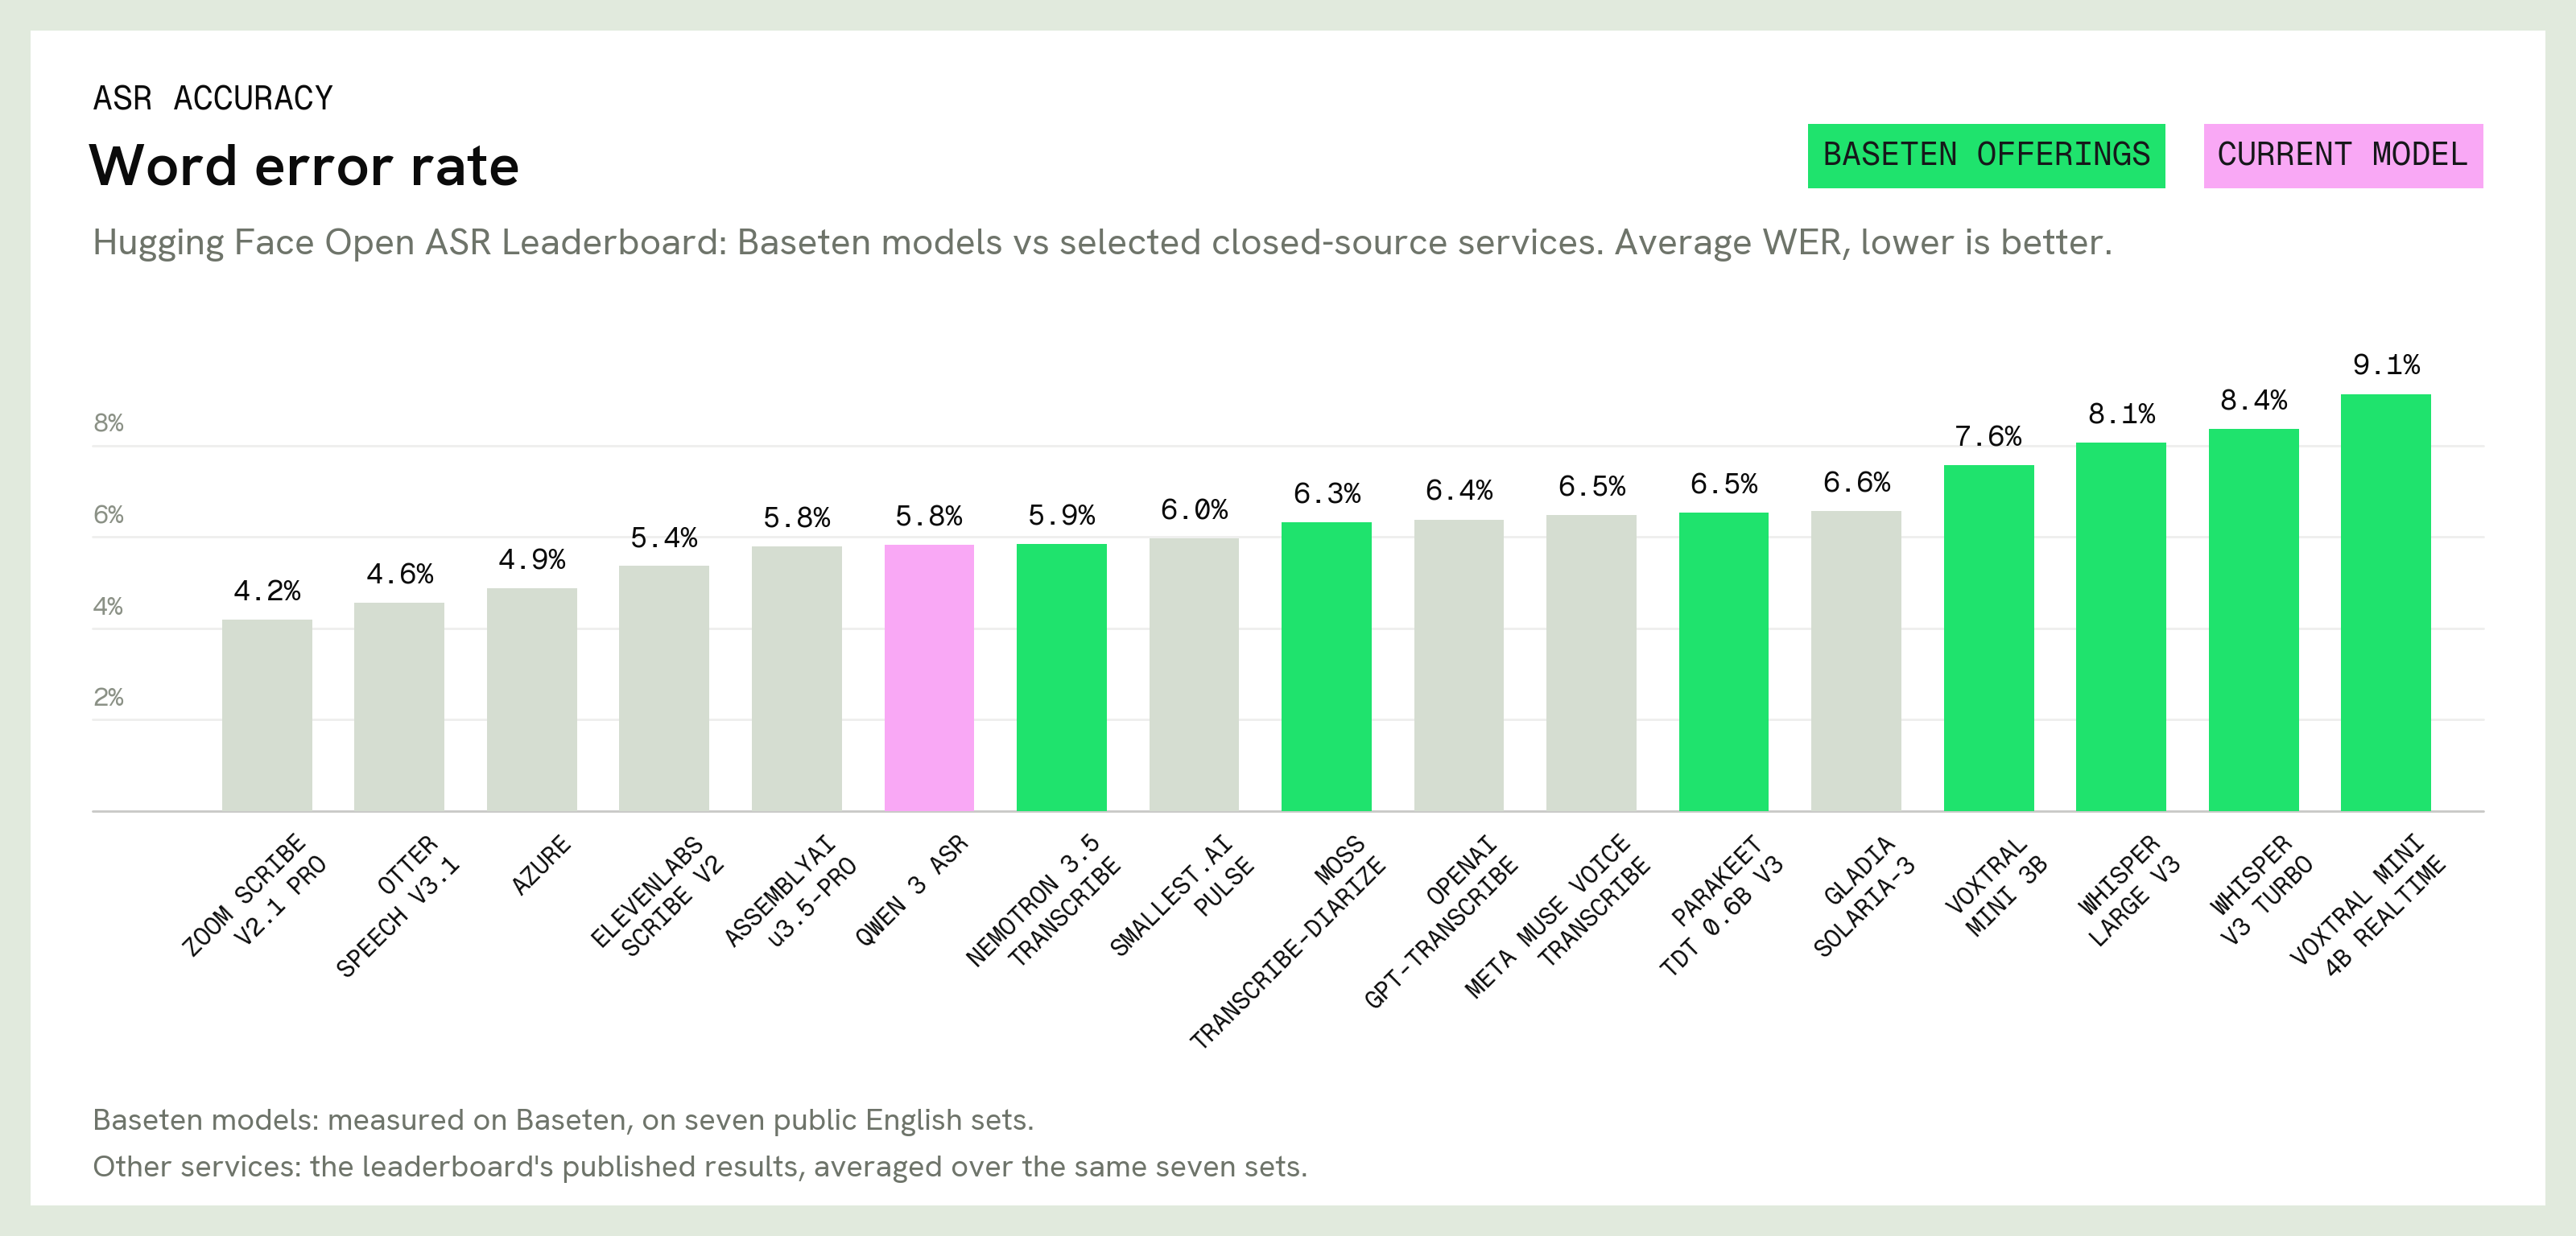 ASR ACCURACY
Word error rate
BASETEN OFFERINGS
CURRENT MODEL
Hugging Face Open ASR Leaderboard: Baseten models vs selected closed-source services. Average WER, lower is better.
8%
6%
4%
2%
4.2%
4.6%
4.9%
5.4%
5.8%
5.8%
5.9%
6.0%
6.3%
6.4%
6.5%
6.5%
6.6%
7.6%
8.1%
8.4%
9.1%
ZOOM SCRIBE
V2.1 PRO
OTTER
SPEECH V3.1
AZURE
ELEVENLABS
SCRIBE V2
ASSEMBLYAI
u3.5-PRO
QWEN 3 ASR
NEMOTRON 3.5
TRANSCRIBE
SMALLEST.AI
PULSE
MOSS
TRANSCRIBE-DIARIZE
OPENAI
GPT-TRANSCRIBE
META MUSE VOICE
TRANSCRIBE
PARAKEET
TDT 0.6B V3
GLADIA
SOLARIA-3
VOXTRAL
MINI 3B
WHISPER
LARGE V3
WHISPER
V3 TURBO
VOXTRAL MINI
4B REALTIME
Baseten models: measured on Baseten, on seven public English sets.
Other services: the leaderboard's published results, averaged over the same seven sets.